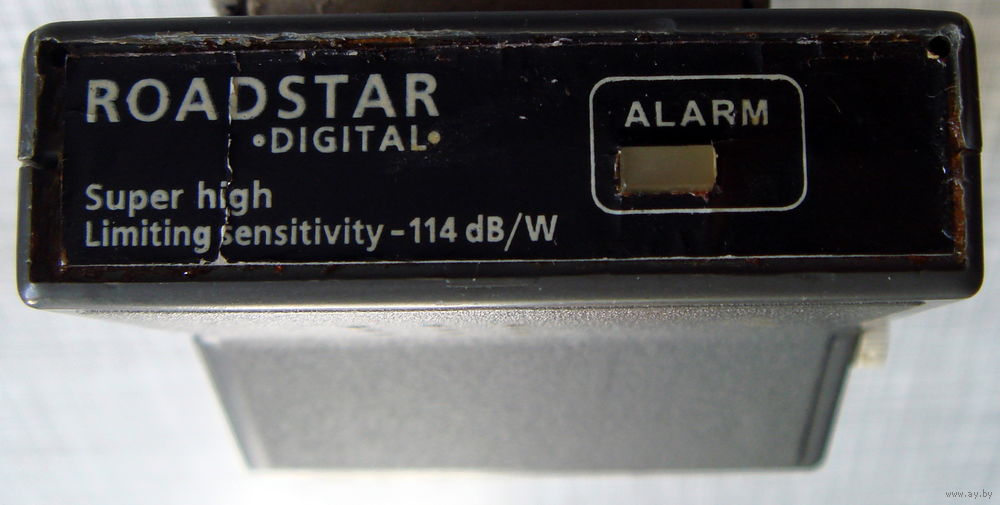 ROADSTAR
•DIGITAL•
Super high
Limiting sensitivity -114 dB/W
ALARM
www.ay.by